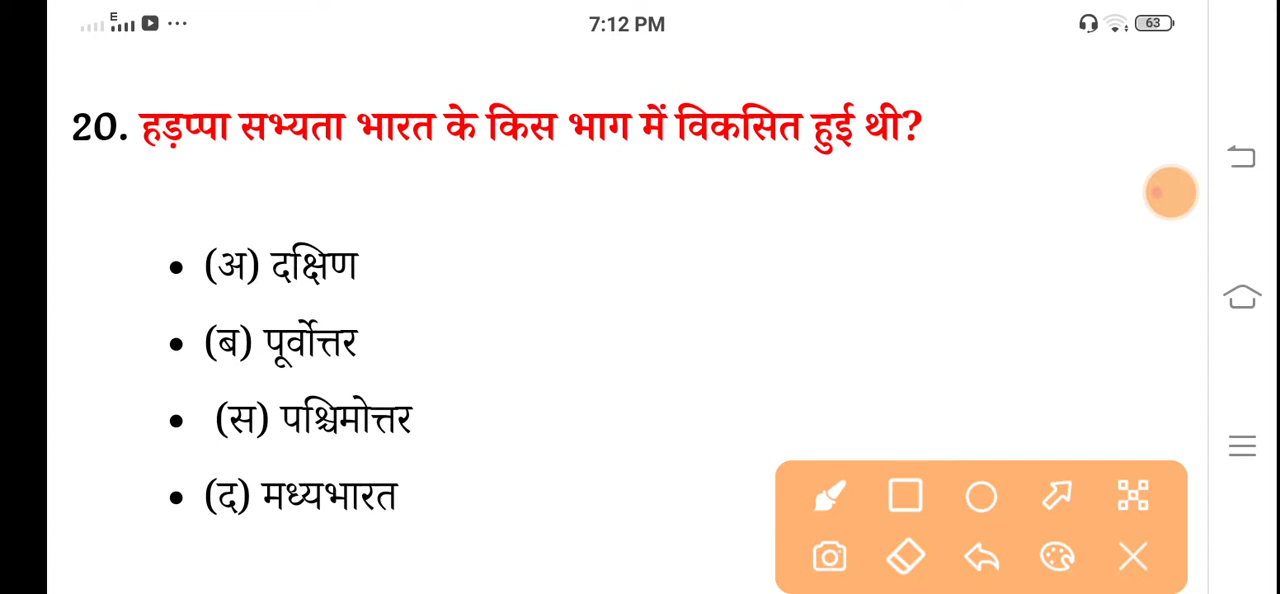 E
7:12 PM
63
20. हड़प्पा सभ्यता भारत के किस भाग में विकसित हुई थी?
• (अ) दक्षिण
• (ब) पूर्वोत्तर
• (स) पश्चिमोत्तर
• (द) मध्यभारत